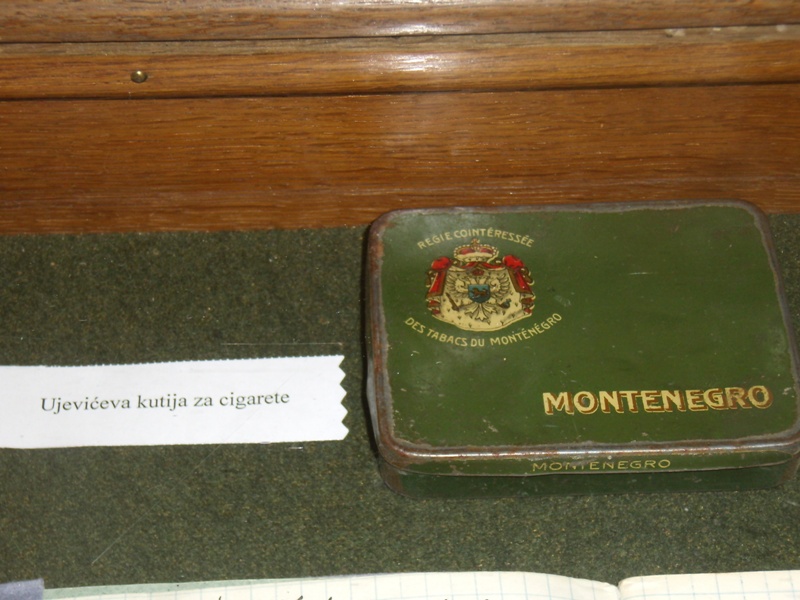 Ujevićeva kutija za cigarete
RÉGIE COINTÉRESSÉE
DES TABACS DU MONTÉNÉGRO
MONTENEGRO
MONTENEGRO